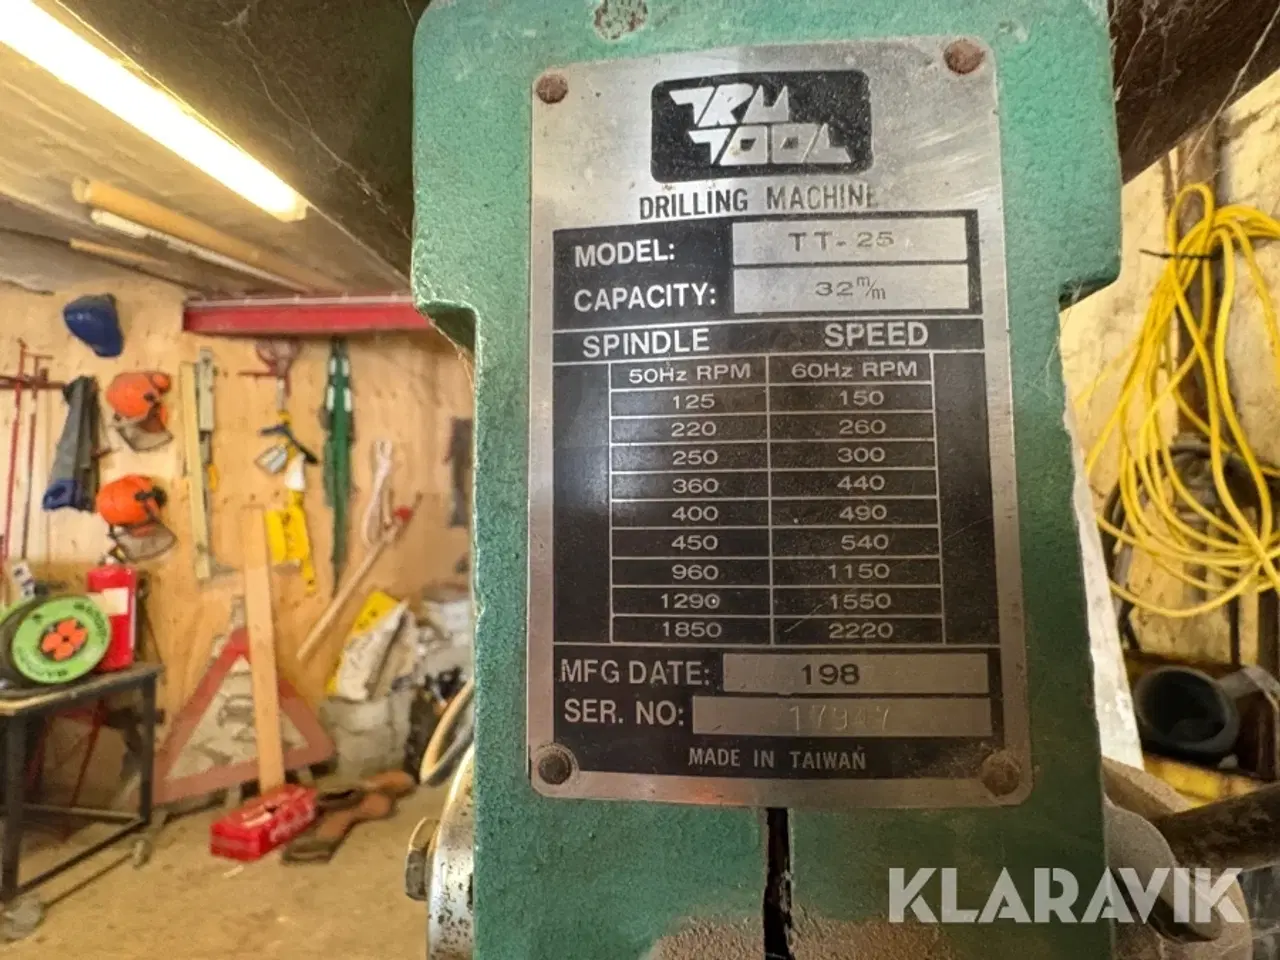 TRU
TOOL
DRILLING MACHINE
MODEL: TT-25
CAPACITY: 32 m/m
SPINDLE SPEED
50Hz RPM 60Hz RPM
125 150
220 260
250 300
360 440
400 490
450 540
960 1150
1290 1550
1850 2220
MFG DATE: 198
SER. NO: 17947
MADE IN TAIWAN
KLARAVIK